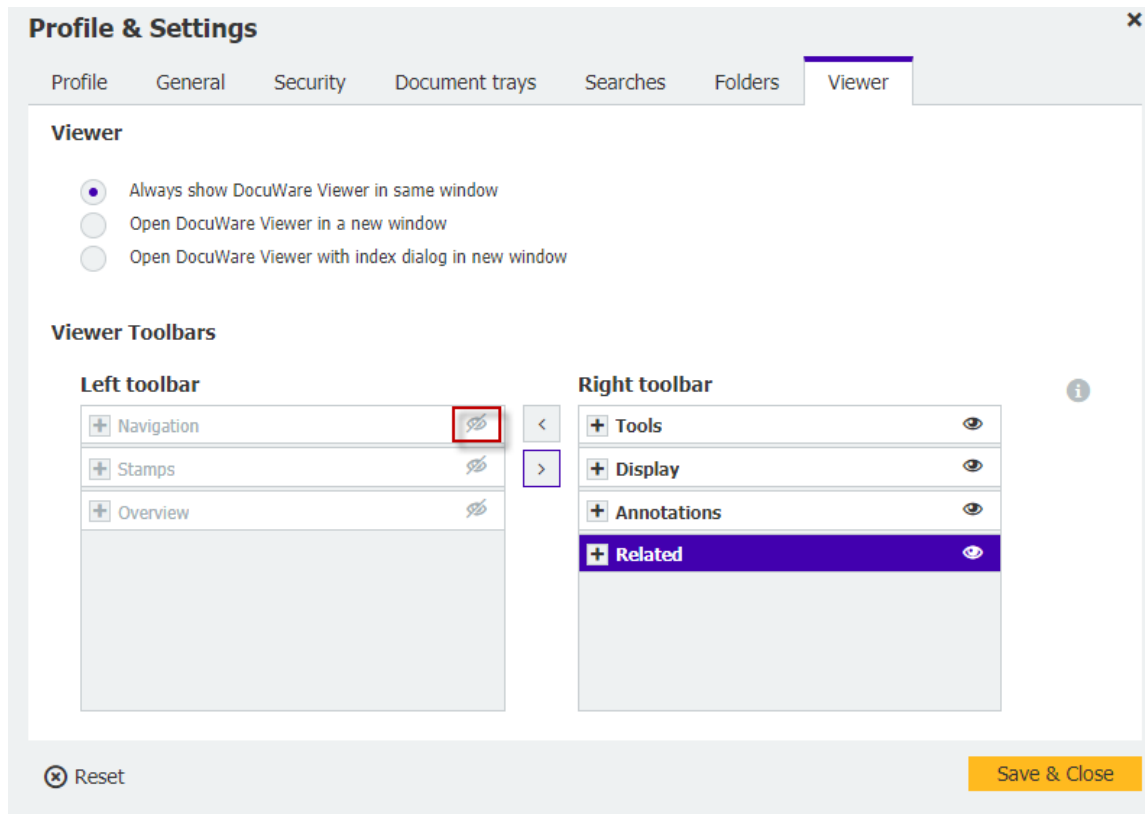 Profile & Settings
Profile General Security Document trays Searches Folders Viewer
Viewer
Always show DocuWare Viewer in same window
Open DocuWare Viewer in a new window
Open DocuWare Viewer with index dialog in new window
Viewer Toolbars
Left toolbar
Navigation
Stamps
Overview
Right toolbar
Tools
Display
Annotations
Related
Reset
Save & Close